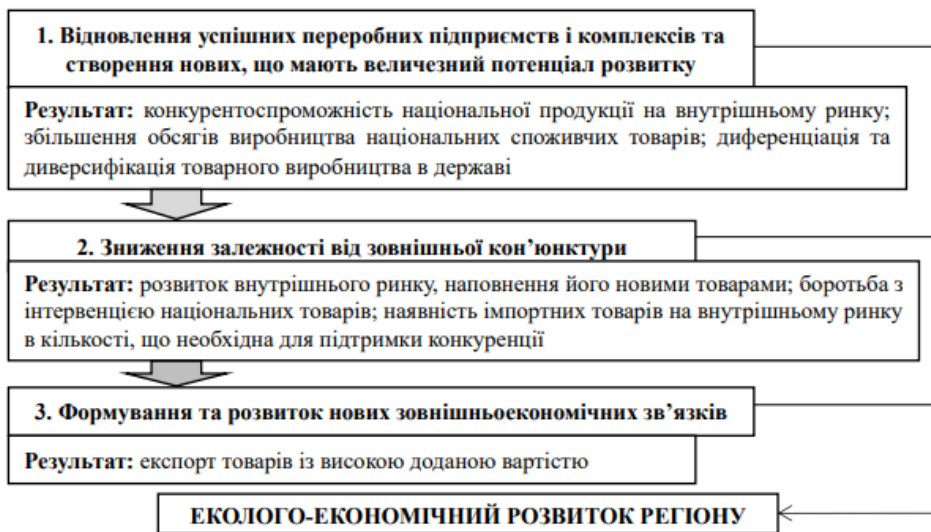 1. Відновлення успішних переробних підприємств і комплексів та
створення нових, що мають величезний потенціал розвитку
Результат: конкурентоспроможність національної продукції на внутрішньому ринку;
збільшення обсягів виробництва національних споживчих товарів; диференціація та
диверсифікація товарного виробництва в державі
2. Зниження залежності від зовнішньої кон’юнктури
Результат: розвиток внутрішнього ринку, наповнення його новими товарами; боротьба з
інтервенцією національних товарів; наявність імпортних товарів на внутрішньому ринку
в кількості, що необхідна для підтримки конкуренції
3. Формування та розвиток нових зовнішньоекономічних зв’язків
Результат: експорт товарів із високою доданою вартістю
ЕКОЛОГО-ЕКОНОМІЧНИЙ РОЗВИТОК РЕГІОНУ